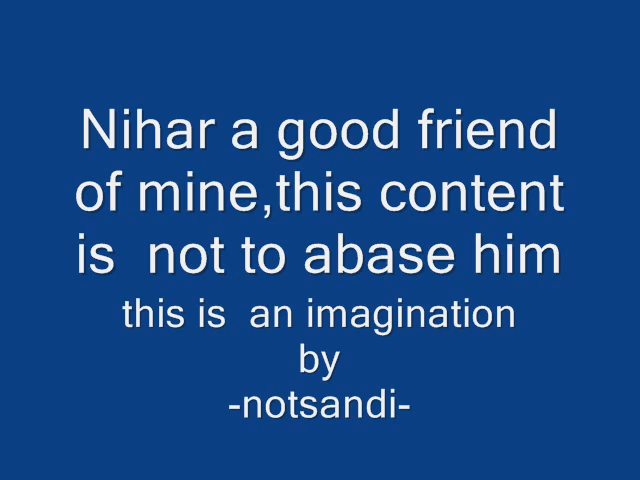 Nihar a good friend
of mine,this content
is  not to abase him
this is  an imagination
by
-notsandi-